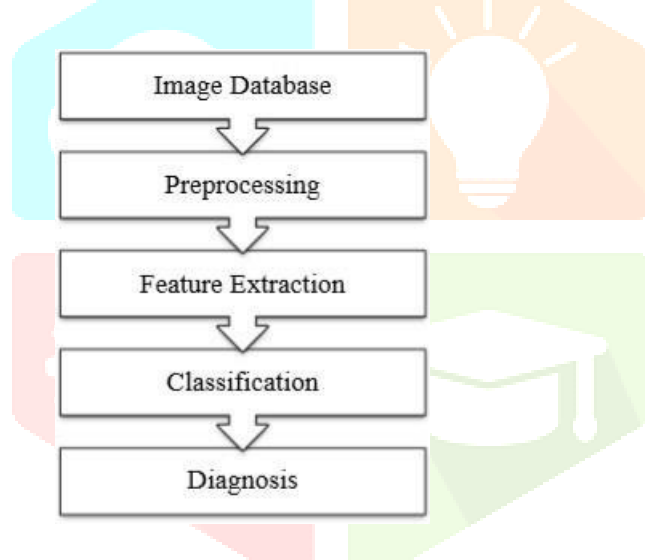 Image Database
Preprocessing
Feature Extraction
Classification
Diagnosis